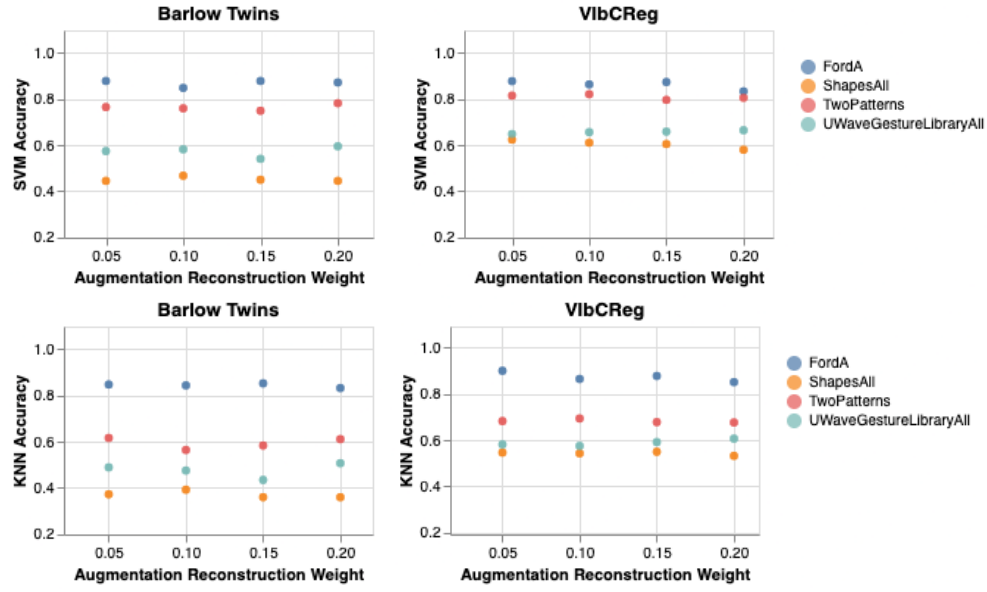 Barlow Twins
1.0
0.8
0.6
0.4
0.2
SVM Accuracy
0.05 0.10 0.15 0.20
Augmentation Reconstruction Weight
VIbCReg
1.0
0.8
0.6
0.4
0.2
SVM Accuracy
0.05 0.10 0.15 0.20
Augmentation Reconstruction Weight
FordA
ShapesAll
TwoPatterns
UWaveGestureLibraryAll
Barlow Twins
1.0
0.8
0.6
0.4
0.2
KNN Accuracy
0.05 0.10 0.15 0.20
Augmentation Reconstruction Weight
VIbCReg
1.0
0.8
0.6
0.4
0.2
KNN Accuracy
0.05 0.10 0.15 0.20
Augmentation Reconstruction Weight
FordA
ShapesAll
TwoPatterns
UWaveGestureLibraryAll